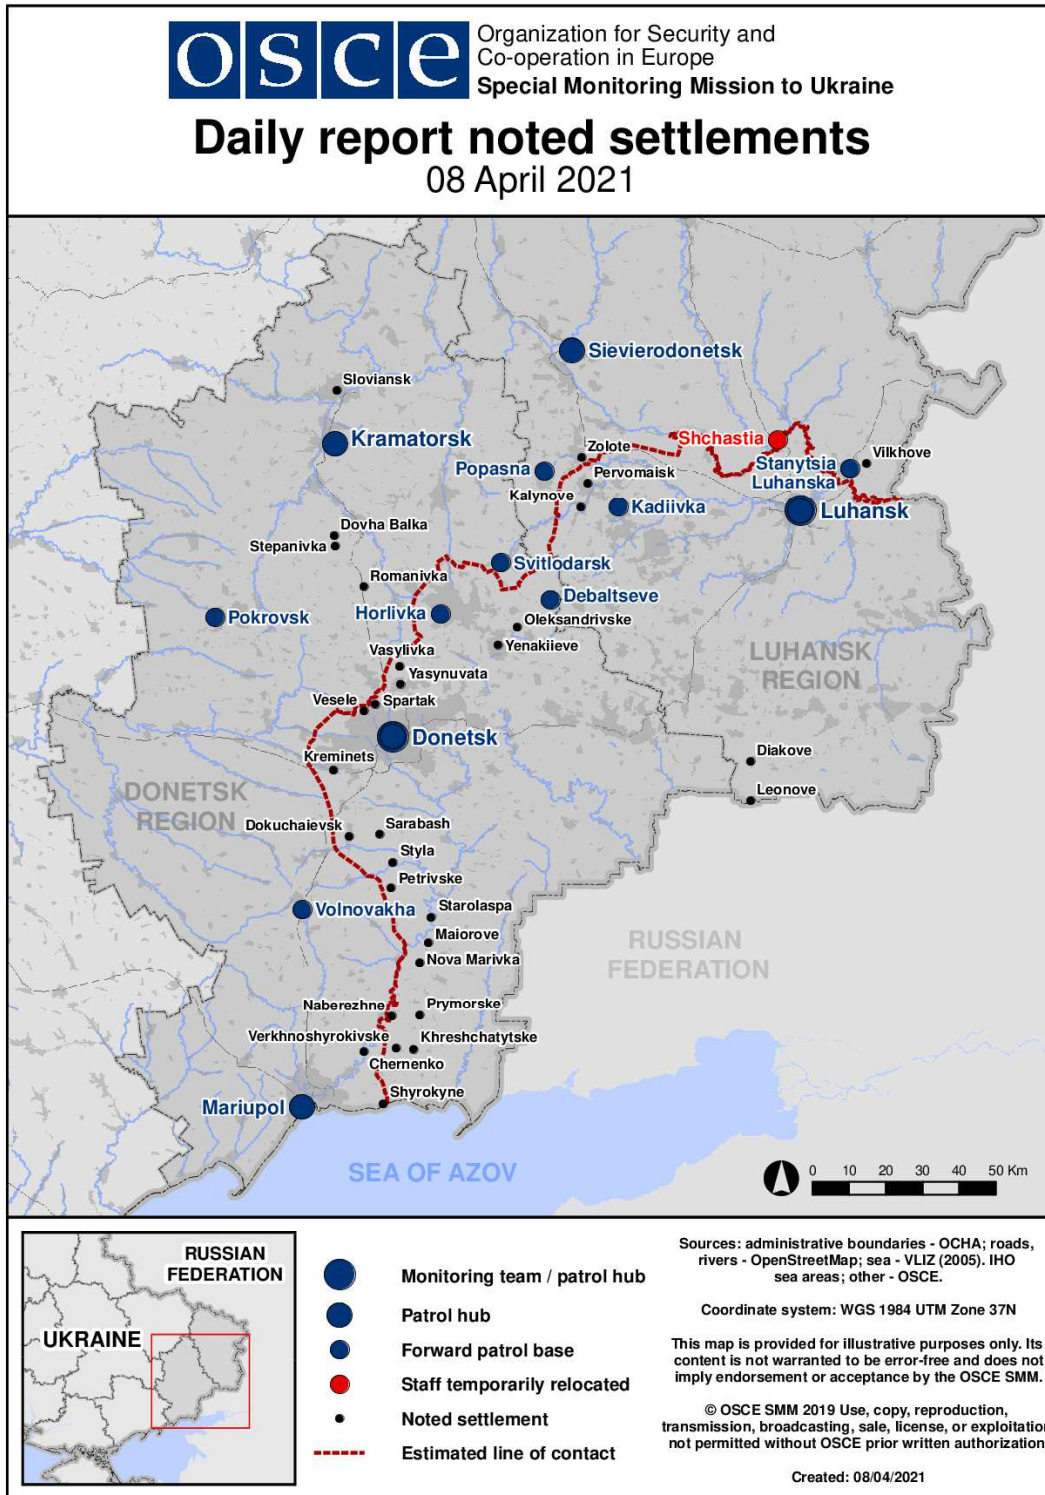 OSCE
Organization for Security and
Co-operation in Europe
Special Monitoring Mission to Ukraine
Daily report noted settlements
08 April 2021
Sievierodonetsk
Sloviansk
Kramatorsk
Shchastia
Zolote
Vilkhove
Popasna
Stanytsia
Luhanska
Pervomaisk
Kalynove
Kadiivka
Luhansk
Dovha Balka
Stepanivka
Svitlodarsk
Romanivka
Debaltseve
Horlivka
Pokrovsk
Oleksandrivske
Yenakiieve
Vasylivka
LUHANSK
REGION
Yasynuvata
Vesele
Spartak
Donetsk
Diakove
Kreminets
Leonove
DONETSK
REGION
Dokuchaievsk
Sarabash
Styla
Petrivske
Volnovakha
Starolaspa
Maiorove
RUSSIAN
FEDERATION
Nova Marivka
Naberezhne
Prymorske
Verkhnoshyrokivske
Khreshchatytske
Chernenko
Shyrokyne
Mariupol
SEA OF AZOV
0 10 20 30 40 50 Km
RUSSIAN
FEDERATION
UKRAINE
Monitoring team / patrol hub
Patrol hub
Forward patrol base
Staff temporarily relocated
Noted settlement
Estimated line of contact
Sources: administrative boundaries - OCHA; roads,
rivers - OpenStreetMap; sea - VLIZ (2005). IHO
sea areas; other - OSCE.
Coordinate system: WGS 1984 UTM Zone 37N
This map is provided for illustrative purposes only. Its
content is not warranted to be error-free and does not
imply endorsement or acceptance by the OSCE SMM.
© OSCE SMM 2019 Use, copy, reproduction,
transmission, broadcasting, sale, license, or exploitation
not permitted without OSCE prior written authorization
Created: 08/04/2021